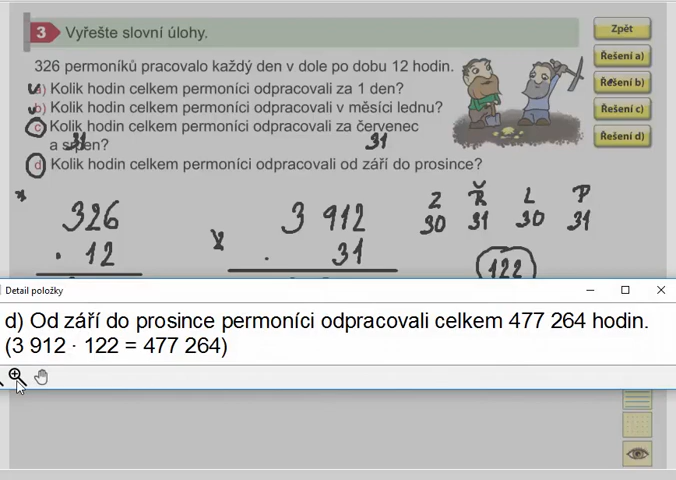 3 Vyřešte slovní úlohy.
Zpět
326 permoníků pracovalo každý den v dole po dobu 12 hodin.
Řešení a)
a) Kolik hodin celkem permoníci odpracovali za 1 den?
Řešení b)
b) Kolik hodin celkem permoníci odpracovali v měsíci lednu?
Řešení c)
c) Kolik hodin celkem permoníci odpracovali za červenec
a srpen?
31 31
Řešení d)
d) Kolik hodin celkem permoníci odpracovali od září do prosince?
326 3 912 Z Ř L P
30 31 30 31
· 12 · 31 122
Detail položky
d) Od září do prosince permoníci odpracovali celkem 477 264 hodin.
(3 912 · 122 = 477 264)